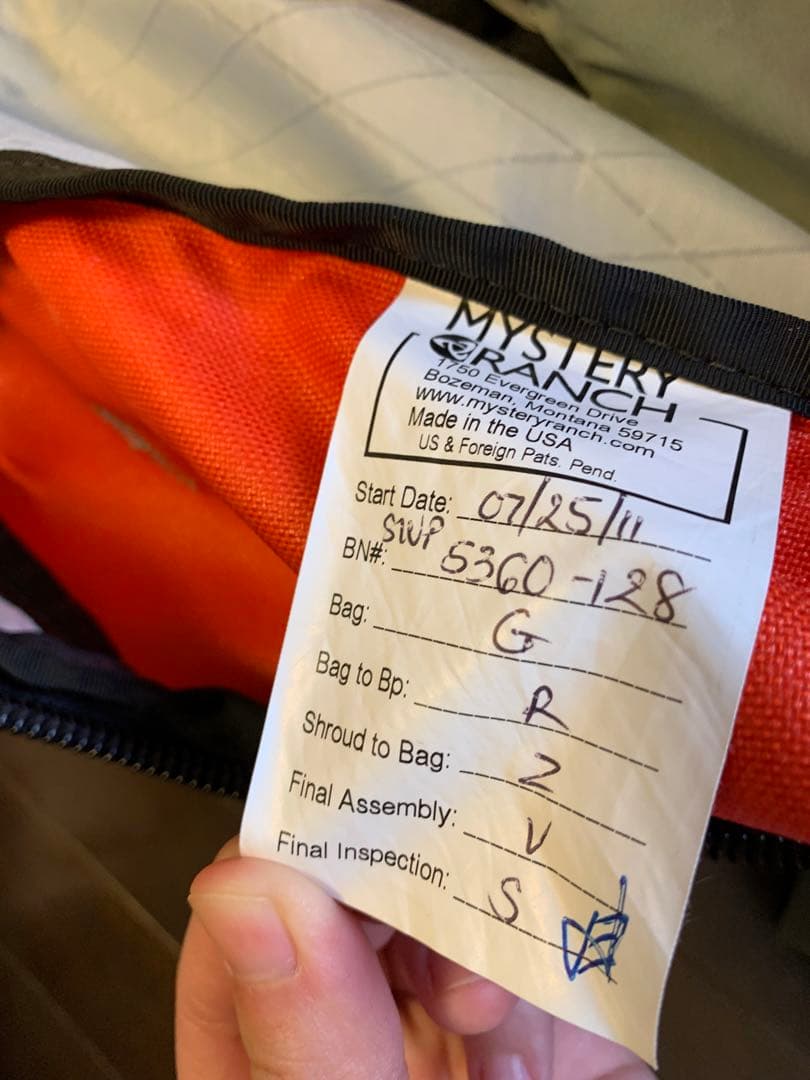 MYSTERY
RANCH
1750 Evergreen Drive
Bozeman, Montana 59715
www.mysteryranch.com
Made in the USA
US & Foreign Pats. Pend.
Start Date: 07/25/11
BN#: SWP 5360-128
Bag: G
Bag to Bp: R
Shroud to Bag: Z
Final Assembly: V
Final Inspection: S